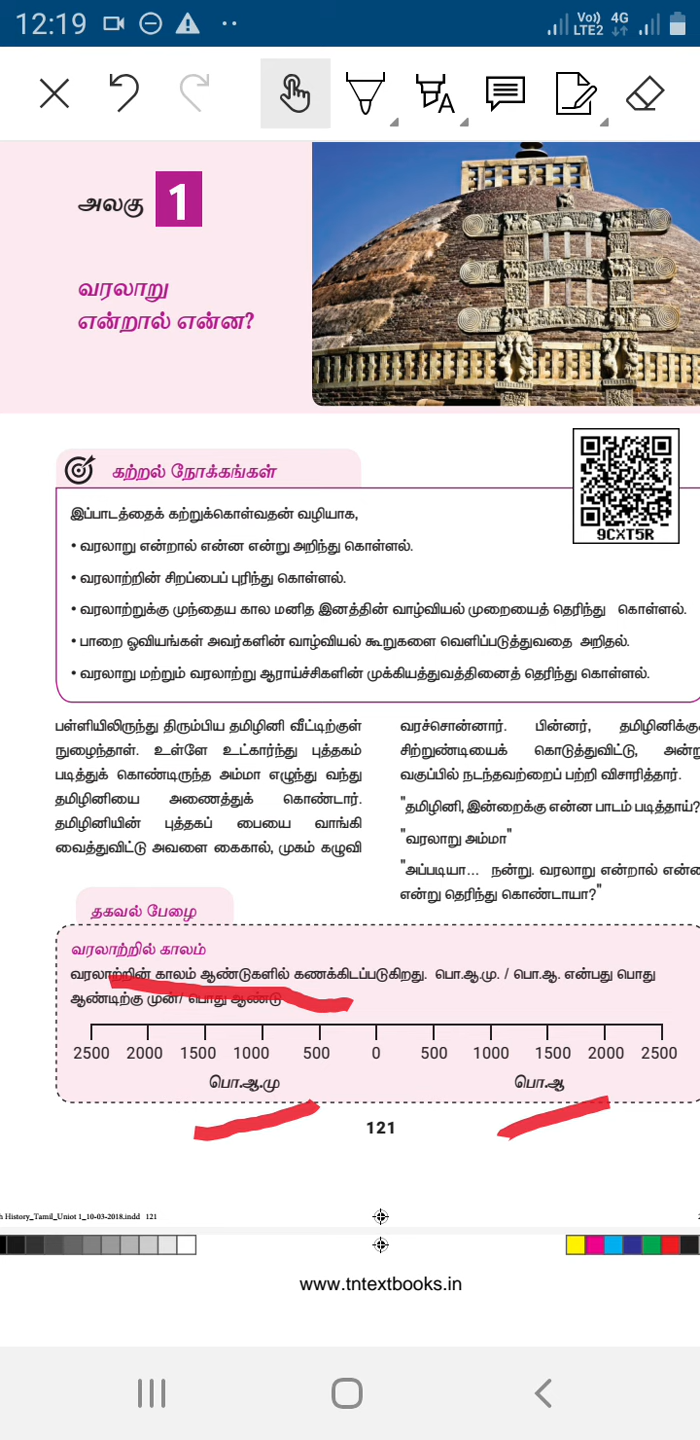 12:19
Vo)) 4G
LTE2
A
அலகு 1
வரலாறு
என்றால் என்ன?
கற்றல் நோக்கங்கள்
9CXT5R
இப்பாடத்தைக் கற்றுக்கொள்வதன் வழியாக,
• வரலாறு என்றால் என்ன என்று அறிந்து கொள்ளல்.
• வரலாற்றின் சிறப்பைப் புரிந்து கொள்ளல்.
• வரலாற்றுக்கு முந்தைய கால மனித இனத்தின் வாழ்வியல் முறையைத் தெரிந்து கொள்ளல்.
• பாறை ஓவியங்கள் அவர்களின் வாழ்வியல் கூறுகளை வெளிப்படுத்துவதை அறிதல்.
• வரலாறு மற்றும் வரலாற்று ஆராய்ச்சிகளின் முக்கியத்துவத்தினைத் தெரிந்து கொள்ளல்.
பள்ளியிலிருந்து திரும்பிய தமிழினி வீட்டிற்குள்
நுழைந்தாள். உள்ளே உட்கார்ந்து புத்தகம்
படித்துக் கொண்டிருந்த அம்மா எழுந்து வந்து
தமிழினியை அணைத்துக் கொண்டார்.
தமிழினியின் புத்தகப் பையை வாங்கி
வைத்துவிட்டு அவளை கைகால், முகம் கழுவி
வரச்சொன்னார். பின்னர், தமிழினிக்கு
சிற்றுண்டியைக் கொடுத்துவிட்டு, அன்று
வகுப்பில் நடந்தவற்றைப் பற்றி விசாரித்தார்.
"தமிழினி, இன்றைக்கு என்ன பாடம் படித்தாய்?
"வரலாறு அம்மா"
"அப்படியா... நன்று. வரலாறு என்றால் என்ன
என்று தெரிந்து கொண்டாயா?"
தகவல் பேழை
வரலாற்றில் காலம்
வரலாற்றின் காலம் ஆண்டுகளில் கணக்கிடப்படுகிறது. பொ.ஆ.மு. / பொ.ஆ. என்பது பொது
ஆண்டிற்கு முன்/ பொது ஆண்டு
2500 2000 1500 1000 500 0 500 1000 1500 2000 2500
பொ.ஆ.மு பொ.ஆ
121
History_Tamil_Uniot 1_10-03-2018.indd 121
www.tntextbooks.in